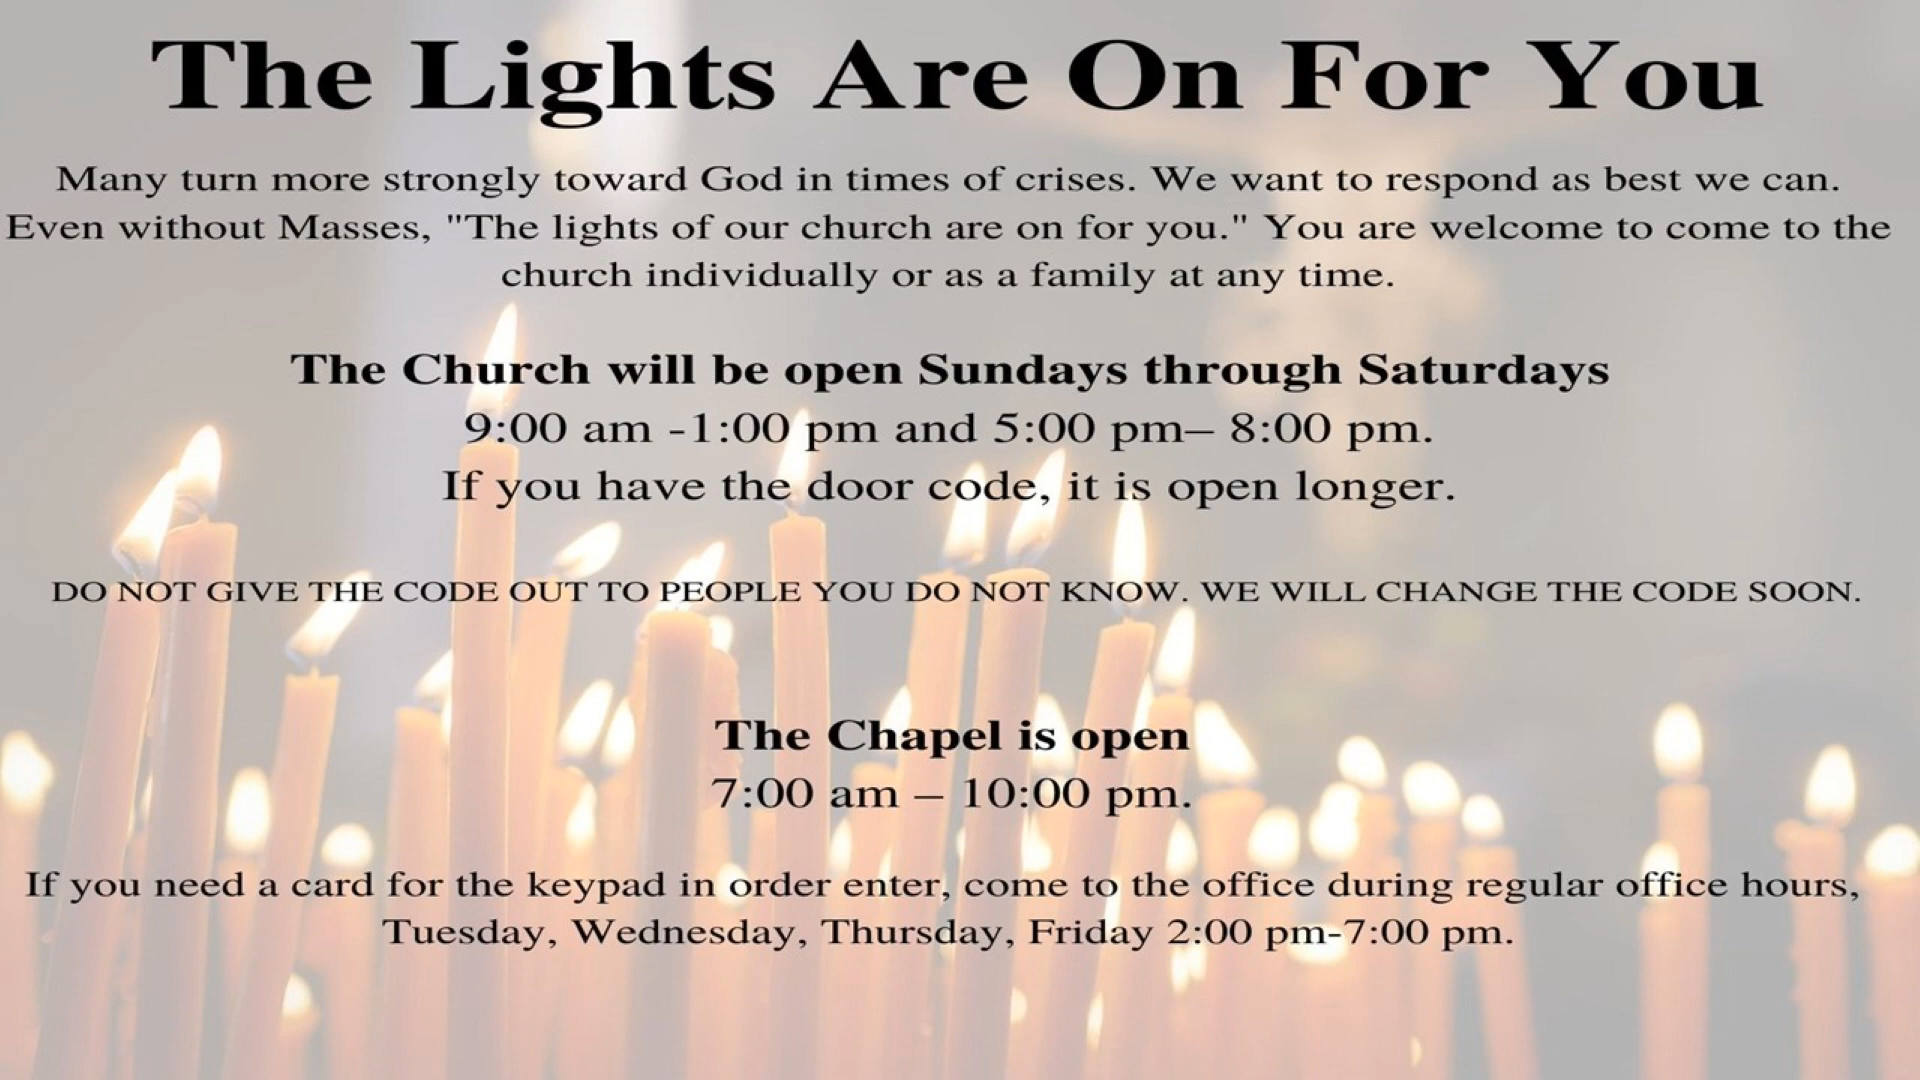 The Lights Are On For You
Many turn more strongly toward God in times of crises. We want to respond as best we can.
Even without Masses, "The lights of our church are on for you." You are welcome to come to the
church individually or as a family at any time.
The Church will be open Sundays through Saturdays
9:00 am -1:00 pm and 5:00 pm– 8:00 pm.
If you have the door code, it is open longer.
DO NOT GIVE THE CODE OUT TO PEOPLE YOU DO NOT KNOW. WE WILL CHANGE THE CODE SOON.
The Chapel is open
7:00 am – 10:00 pm.
If you need a card for the keypad in order enter, come to the office during regular office hours,
Tuesday, Wednesday, Thursday, Friday 2:00 pm-7:00 pm.